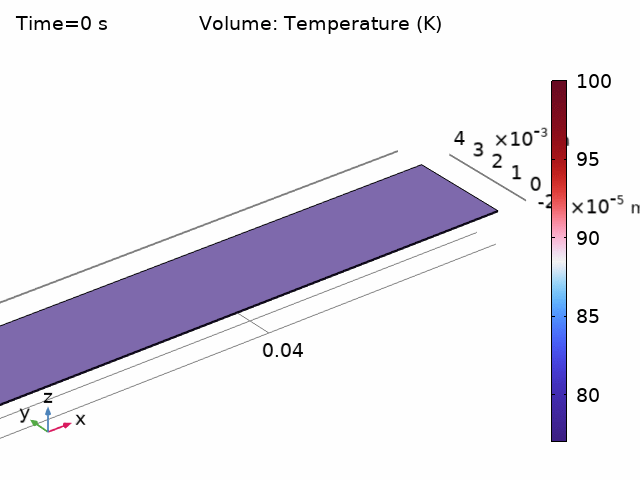 Time=0 s
Volume: Temperature (K)
100
95
90
85
80
4
3
2
1
0
×10⁻³
×10⁻⁵
0.04
z
y
x